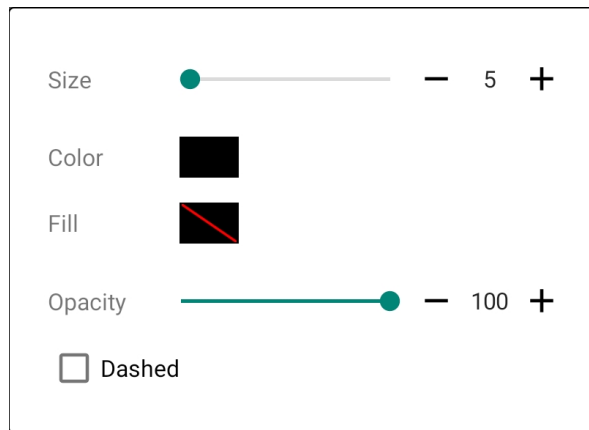 Size − 5 +
Color
Fill
Opacity − 100 +
Dashed